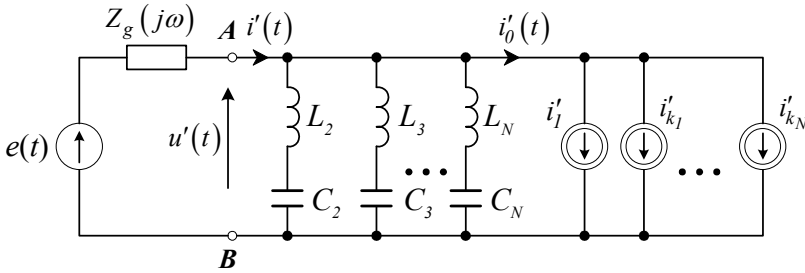 Z_g(jω)
A i'(t) i'_0(t)
e(t) u'(t) L_2 L_3 L_N i'_1 i'_{k_1} i'_{k_N}
C_2 C_3 C_N
B